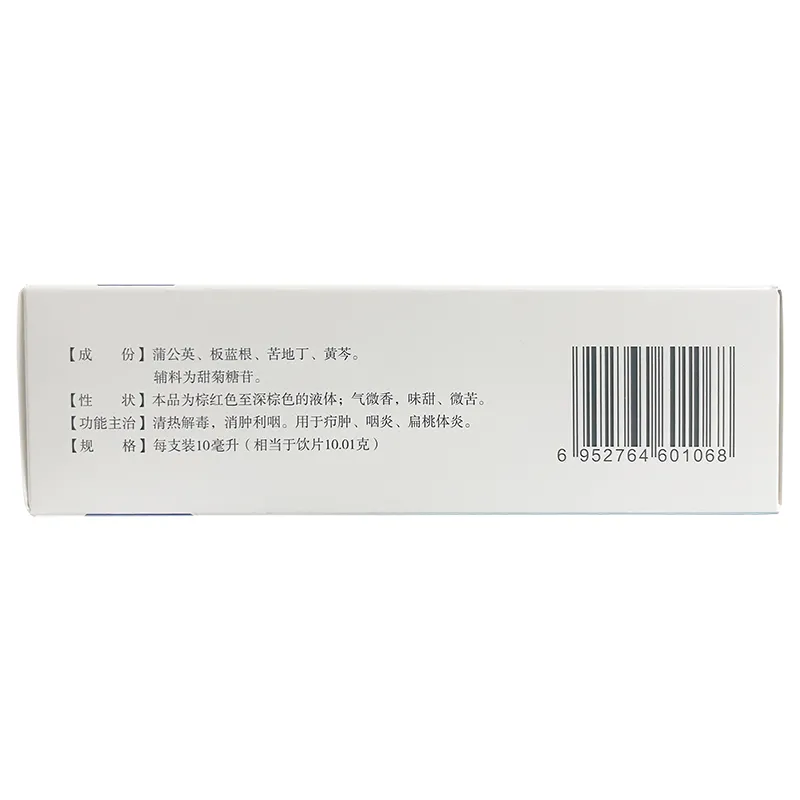 【成　份】蒲公英、板蓝根、苦地丁、黄芩。
辅料为甜菊糖苷。
【性　状】本品为棕红色至深棕色的液体；气微香，味甜、微苦。
【功能主治】清热解毒，消肿利咽。用于疖肿、咽炎、扁桃体炎。
【规　格】每支装10毫升（相当于饮片10.01克）
6 952764 601068